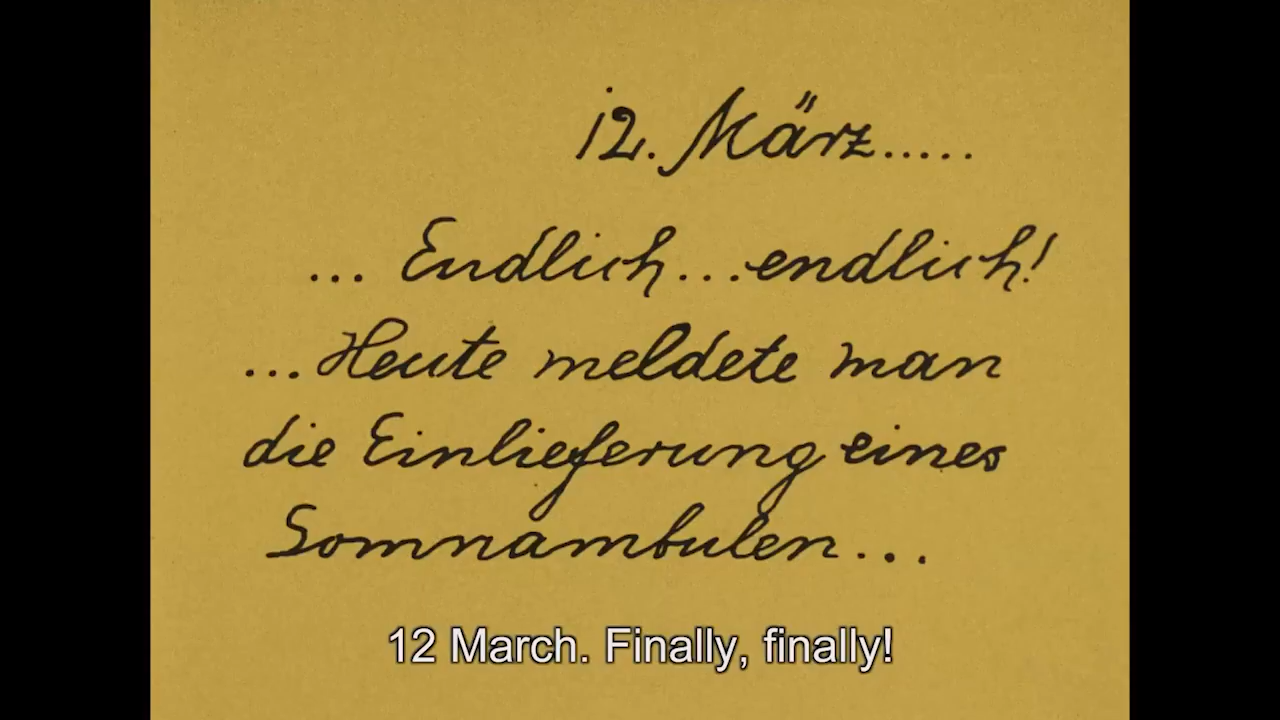 12. März.....
... Endlich... endlich!
... Heute meldete man
die Einlieferung eines
Somnambulen...
12 March. Finally, finally!